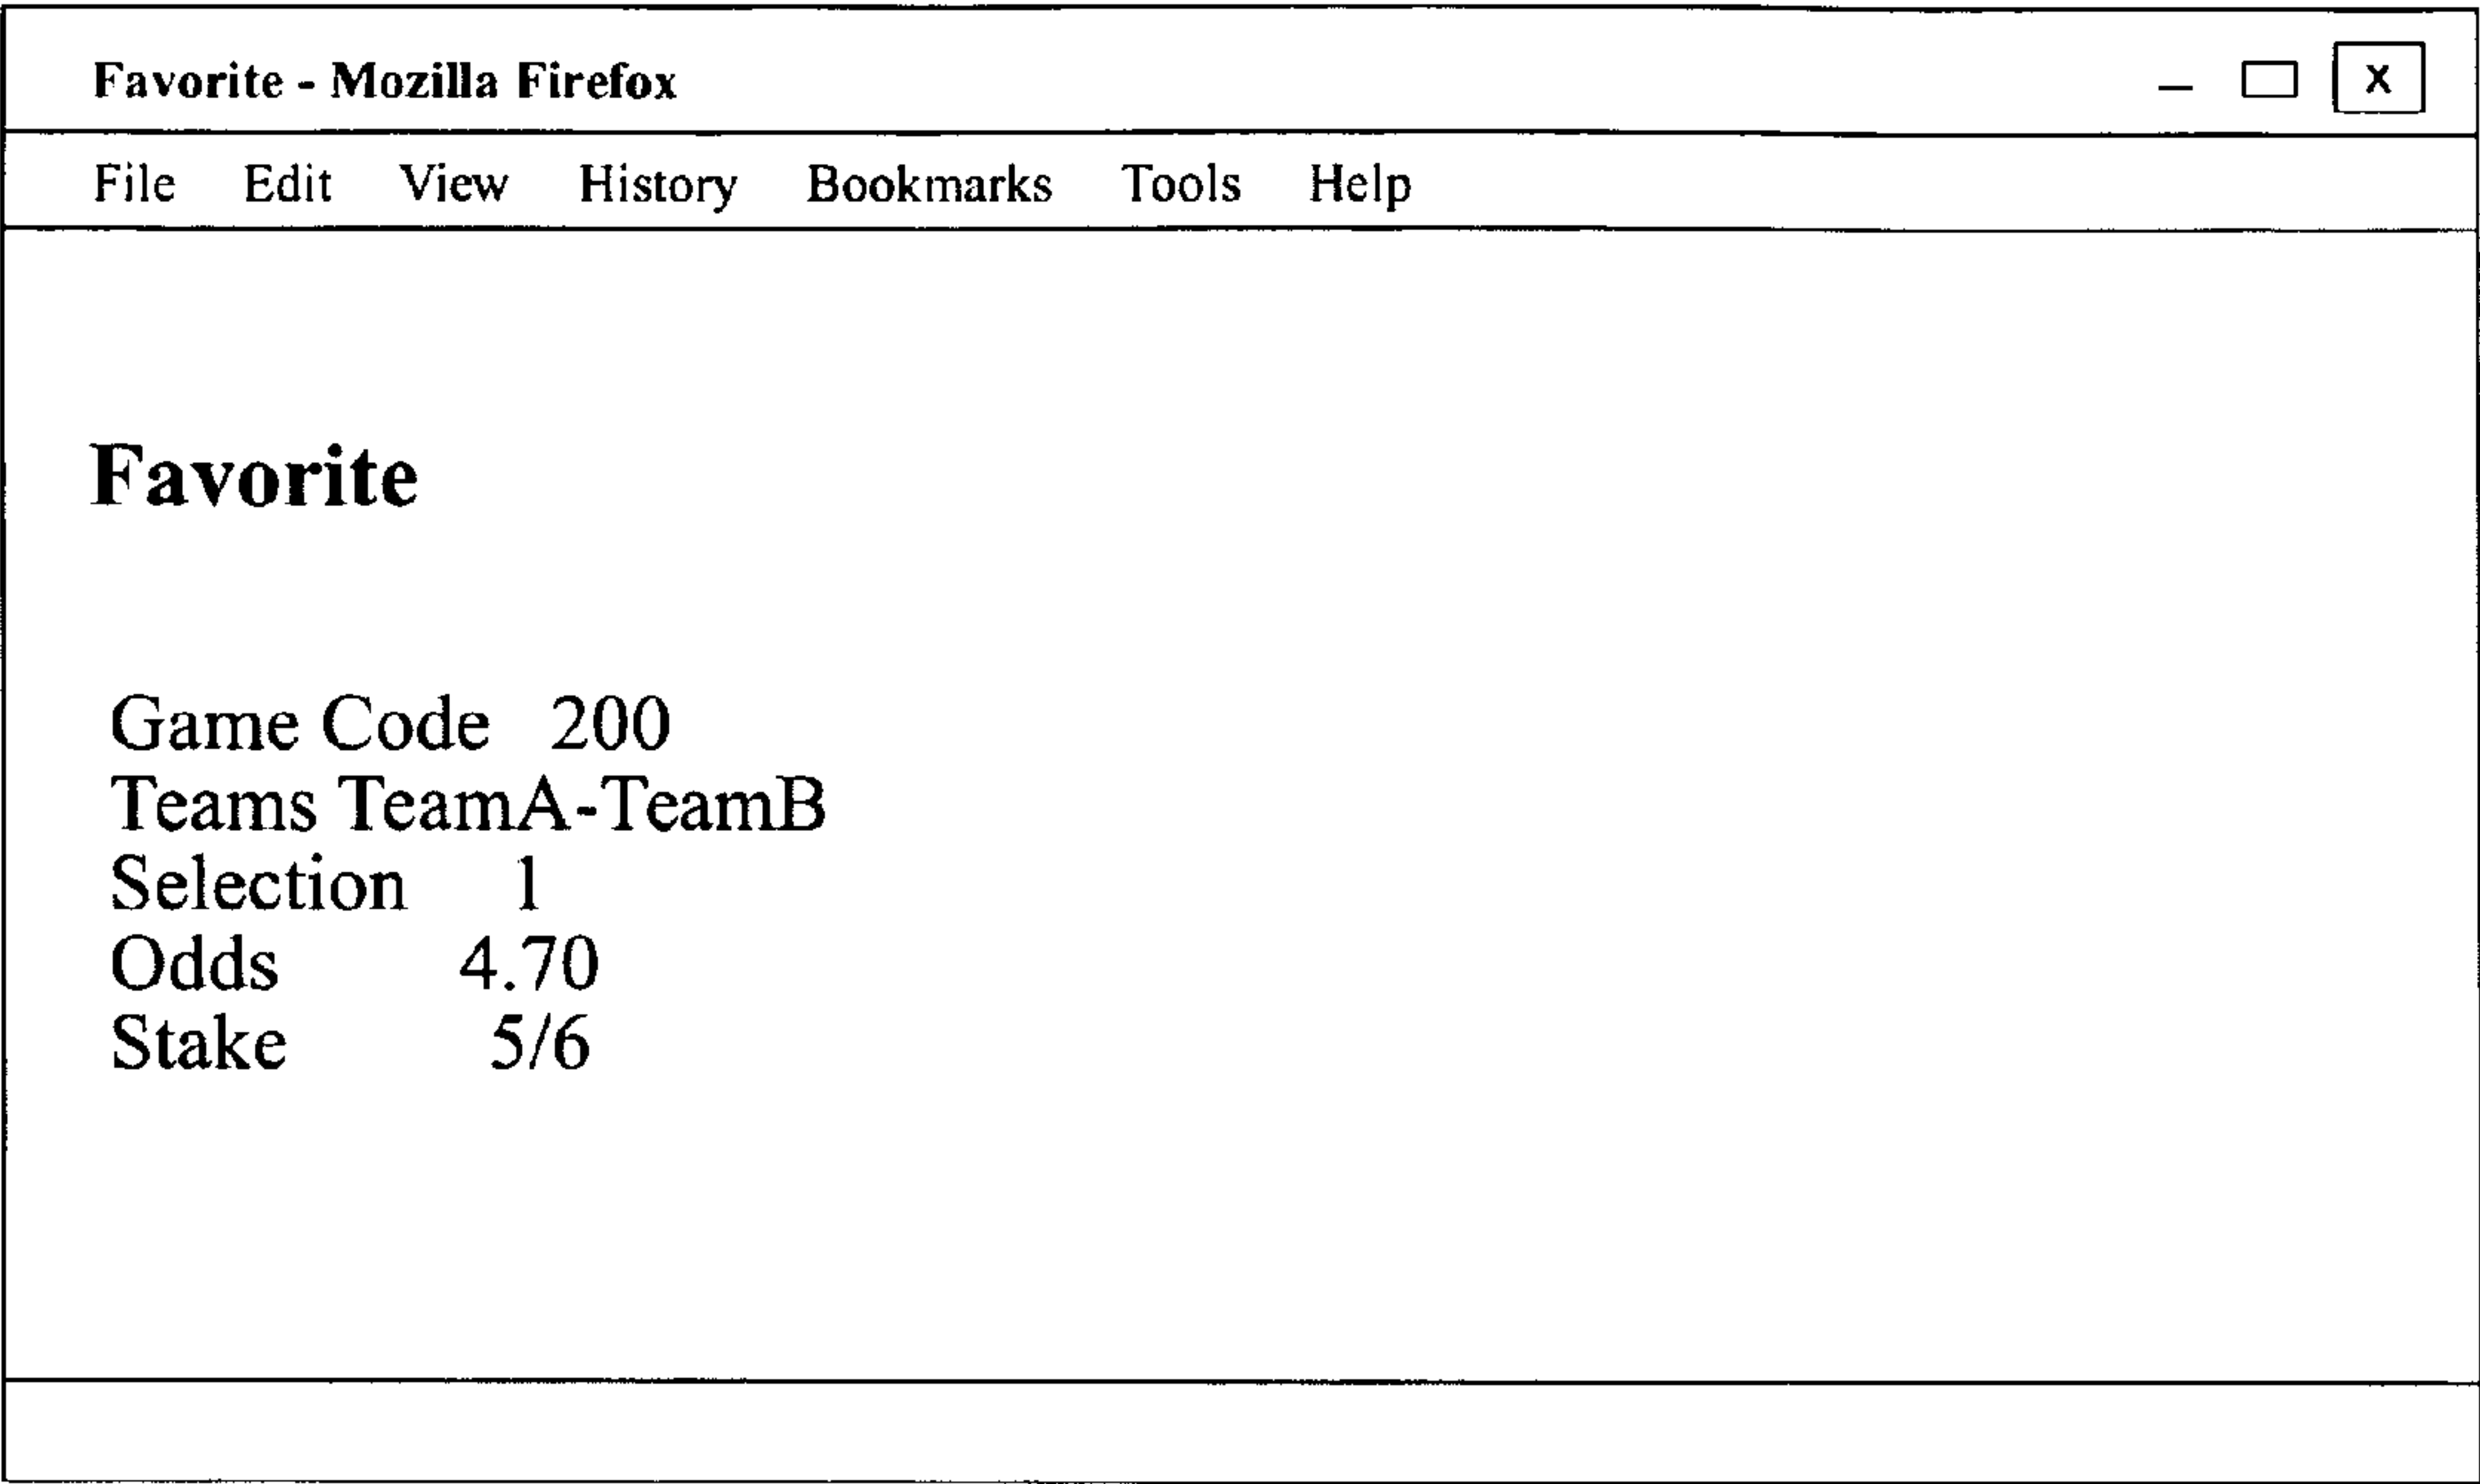 Favorite - Mozilla Firefox X
File Edit View History Bookmarks Tools Help
Favorite
Game Code 200
Teams TeamA-TeamB
Selection 1
Odds 4.70
Stake 5/6